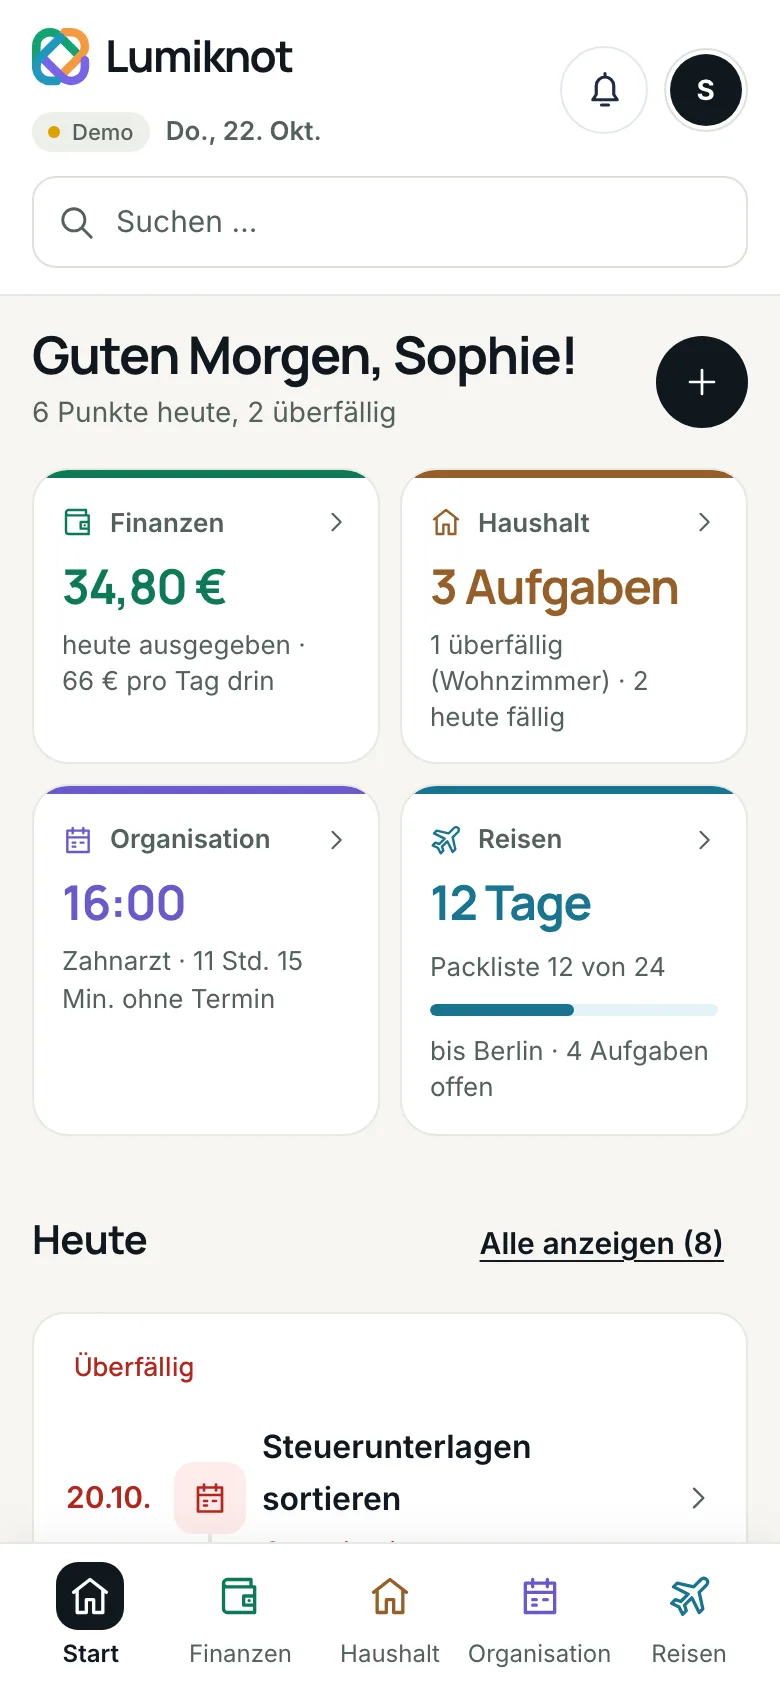 Lumiknot
Demo
Do., 22. Okt.
S
Suchen ...
Guten Morgen, Sophie!
6 Punkte heute, 2 überfällig
Finanzen
34,80 €
heute ausgegeben ·
66 € pro Tag drin
Haushalt
3 Aufgaben
1 überfällig
(Wohnzimmer) · 2
heute fällig
Organisation
16:00
Zahnarzt · 11 Std. 15
Min. ohne Termin
Reisen
12 Tage
Packliste 12 von 24
bis Berlin · 4 Aufgaben
offen
Heute
Alle anzeigen (8)
Überfällig
20.10.
Steuerunterlagen
sortieren
Start
Finanzen
Haushalt
Organisation
Reisen